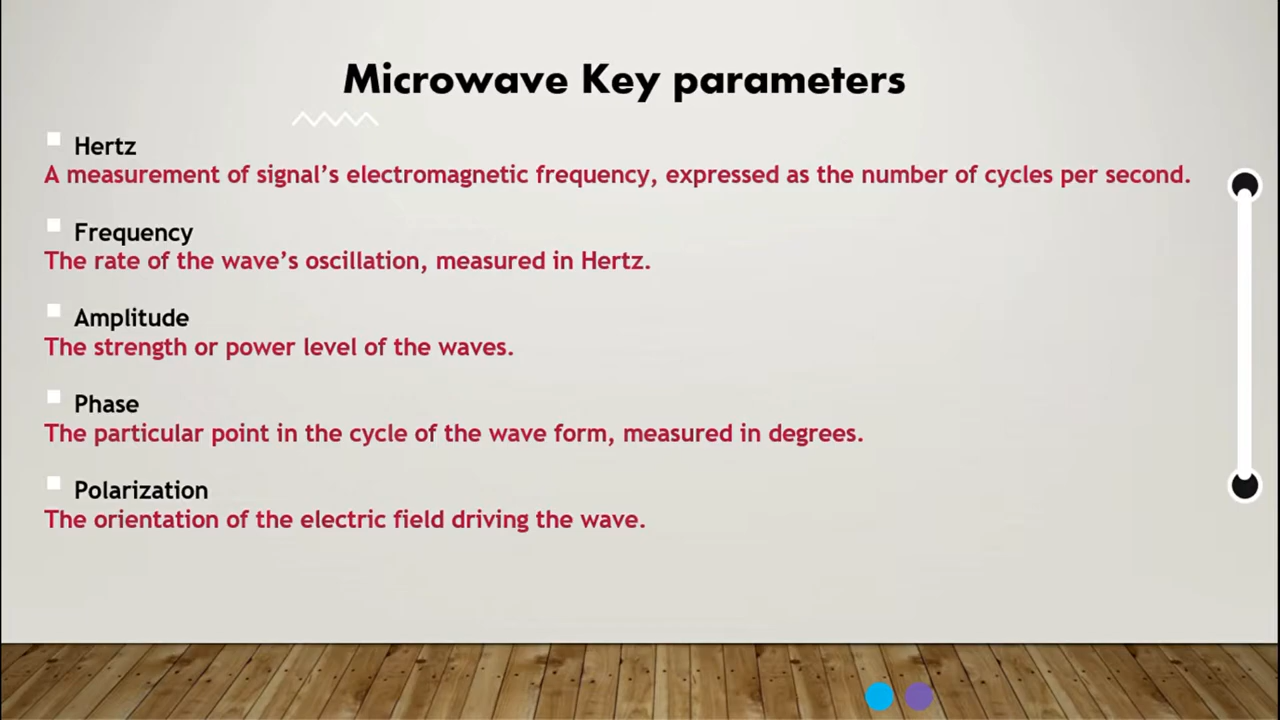 Microwave Key parameters
Hertz
A measurement of signal’s electromagnetic frequency, expressed as the number of cycles per second.
Frequency
The rate of the wave’s oscillation, measured in Hertz.
Amplitude
The strength or power level of the waves.
Phase
The particular point in the cycle of the wave form, measured in degrees.
Polarization
The orientation of the electric field driving the wave.